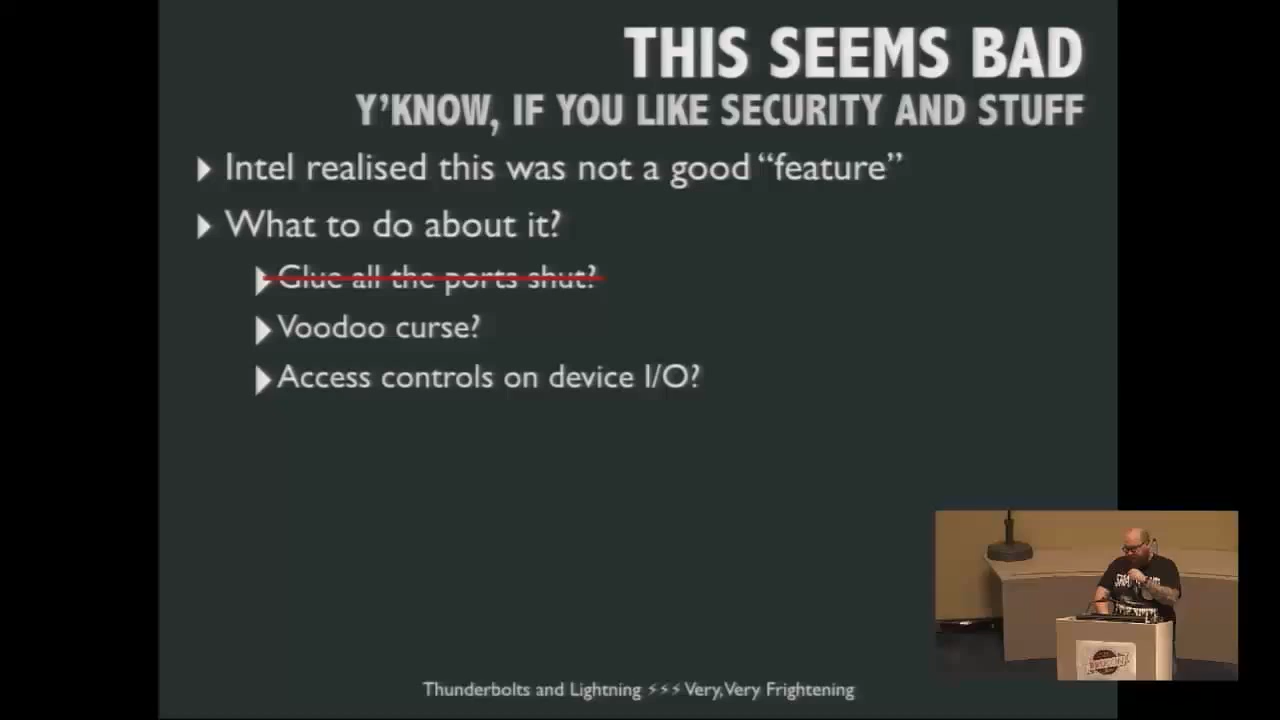 THIS SEEMS BAD
Y'KNOW, IF YOU LIKE SECURITY AND STUFF
Intel realised this was not a good “feature”
What to do about it?
Glue all the ports shut?
Voodoo curse?
Access controls on device I/O?
Thunderbolts and Lightning ⚡⚡⚡ Very, Very Frightening